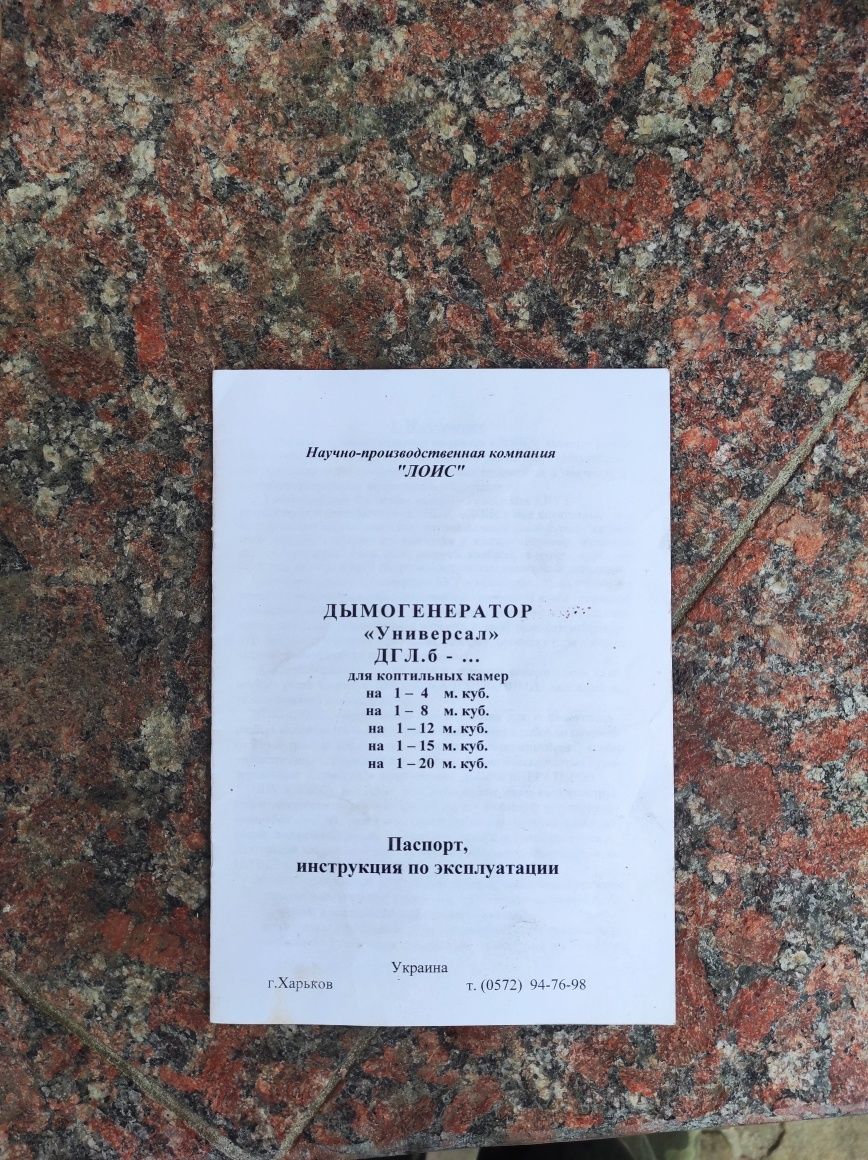 Научно-производственная компания
"ЛОИС"
ДЫМОГЕНЕРАТОР
«Универсал»
ДГЛ.б - ...
для коптильных камер
на 1 – 4 м. куб.
на 1 – 8 м. куб.
на 1 – 12 м. куб.
на 1 – 15 м. куб.
на 1 – 20 м. куб.
Паспорт,
инструкция по эксплуатации
Украина
г.Харьков т. (0572) 94-76-98